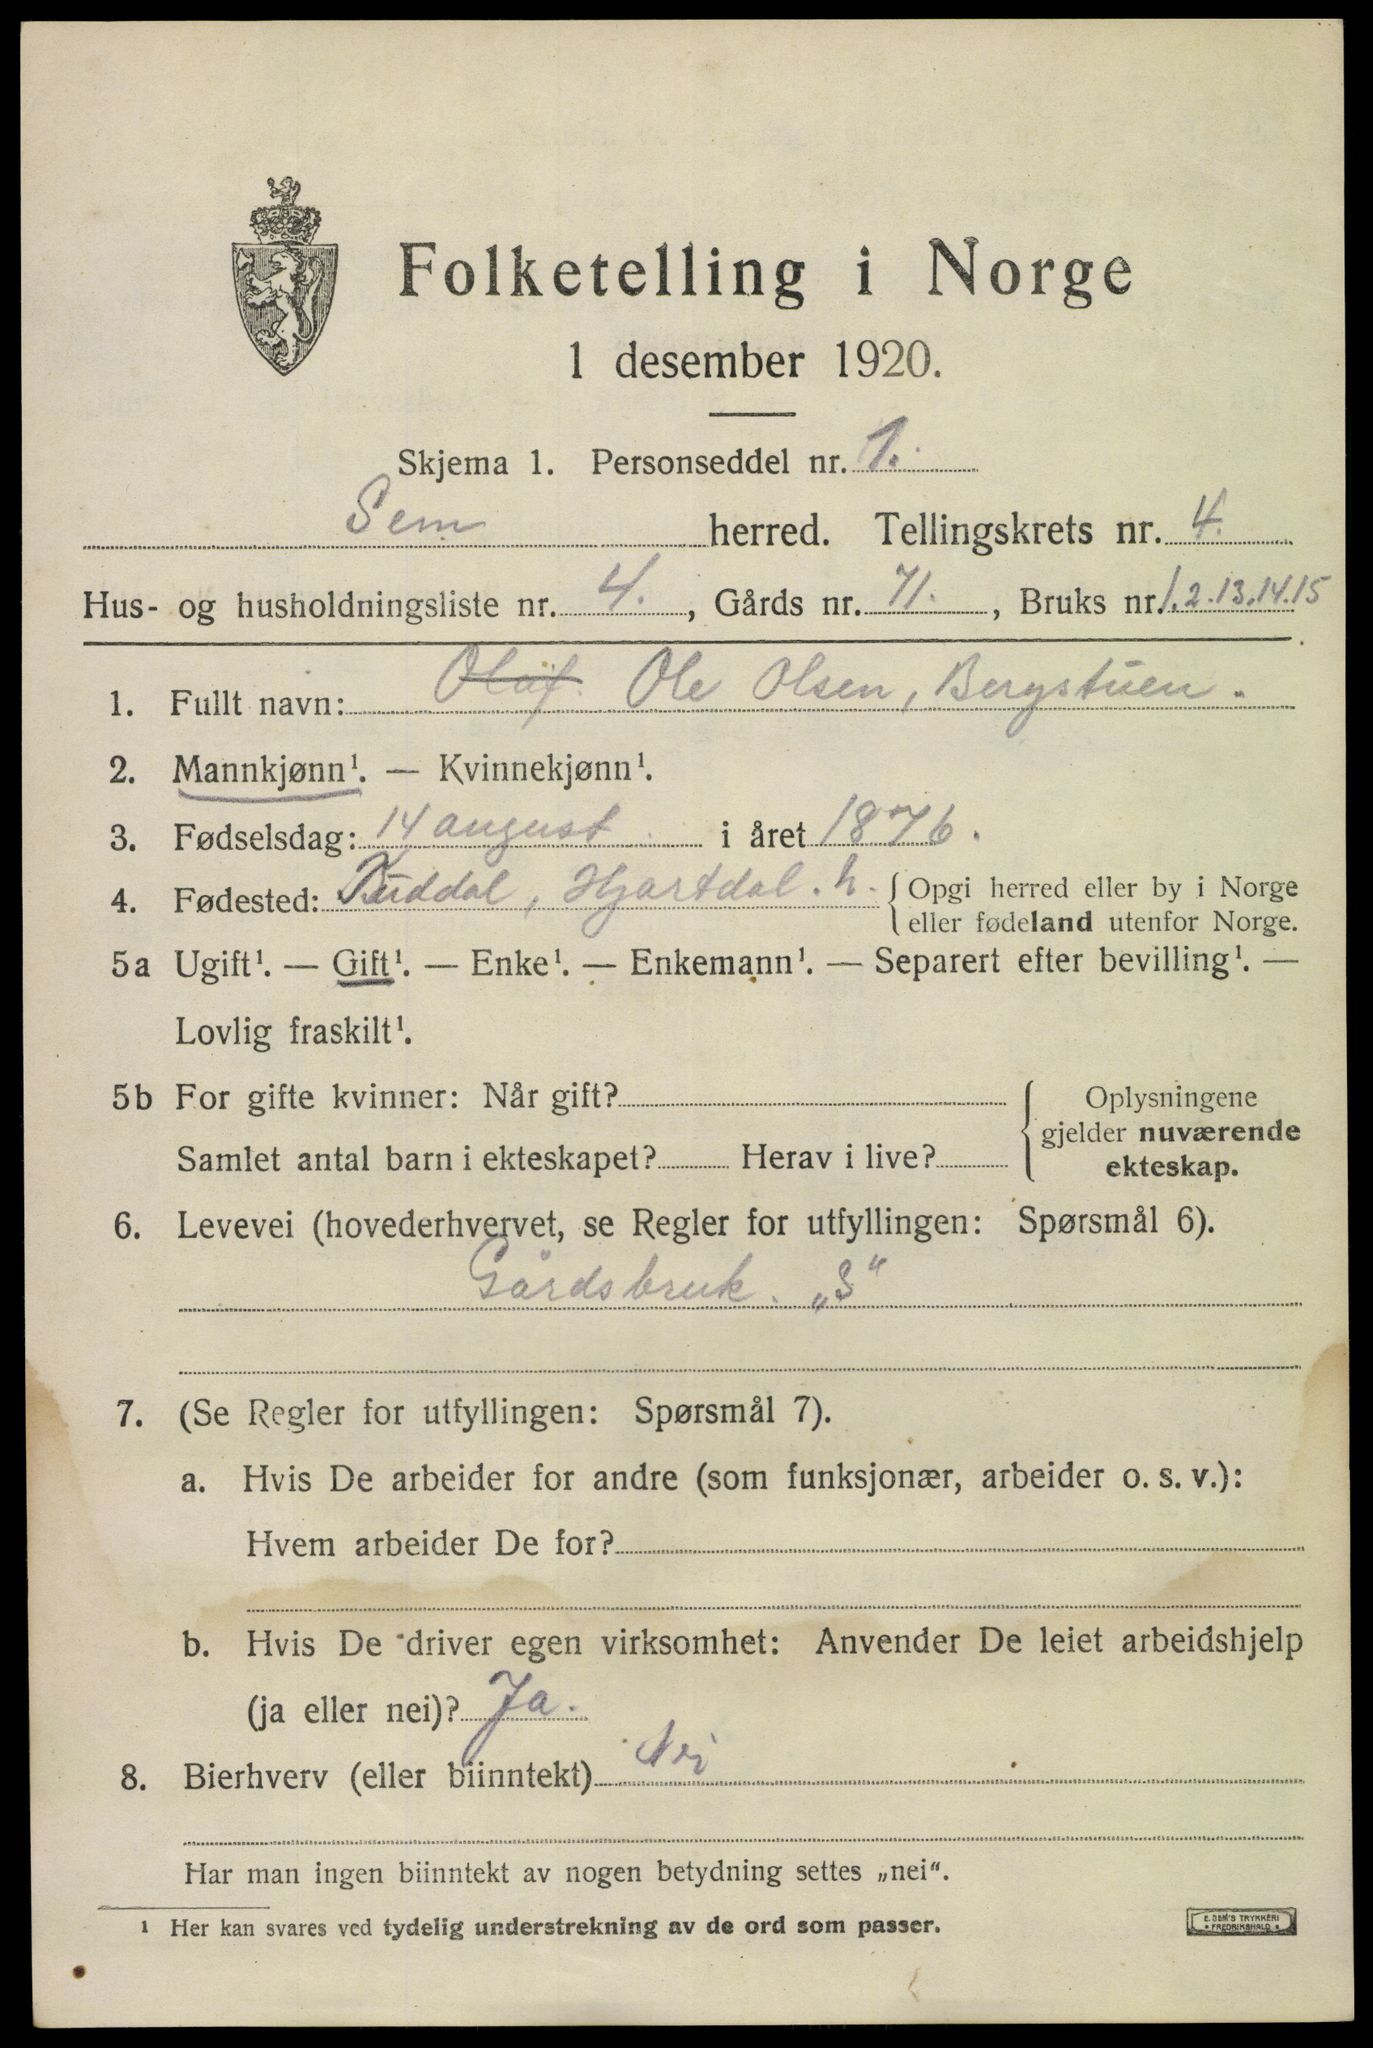 Folketelling i Norge
1 desember 1920.
Skjema 1. Personseddel nr. 1.
Sem herred. Tellingskrets nr. 4.
Hus- og husholdningsliste nr. 4. , Gårds nr. 71. , Bruks nr. 1.2.13.14.15
1. Fullt navn: Olaf. Ole Olsen, Bergstuen.
2. Mannkjønn¹. — Kvinnekjønn¹.
3. Fødselsdag: 14 august i året 1876.
4. Fødested: Tuddal, Hjartdal. h. Opgi herred eller by i Norge
eller fødeland utenfor Norge.
5a Ugift¹. — Gift¹. — Enke¹. — Enkemann¹. — Separert efter bevilling¹. —
Lovlig fraskilt¹.
5b For gifte kvinner: Når gift? Oplysningene
gjelder nuværende
Samlet antal barn i ekteskapet? Herav i live? ekteskap.
6. Levevei (hovederhvervet, se Regler for utfyllingen: Spørsmål 6).
Gårdsbruk. „S“
7. (Se Regler for utfyllingen: Spørsmål 7).
a. Hvis De arbeider for andre (som funksjonær, arbeider o. s. v.):
Hvem arbeider De for?
b. Hvis De driver egen virksomhet: Anvender De leiet arbeidshjelp
(ja eller nei)? Ja.
8. Bierhverv (eller biinntekt) Nei
Har man ingen biinntekt av nogen betydning settes „nei“.
¹ Her kan svares ved tydelig understrekning av de ord som passer.
E. SEM'S TRYKKERI
FREDRIKSHALD